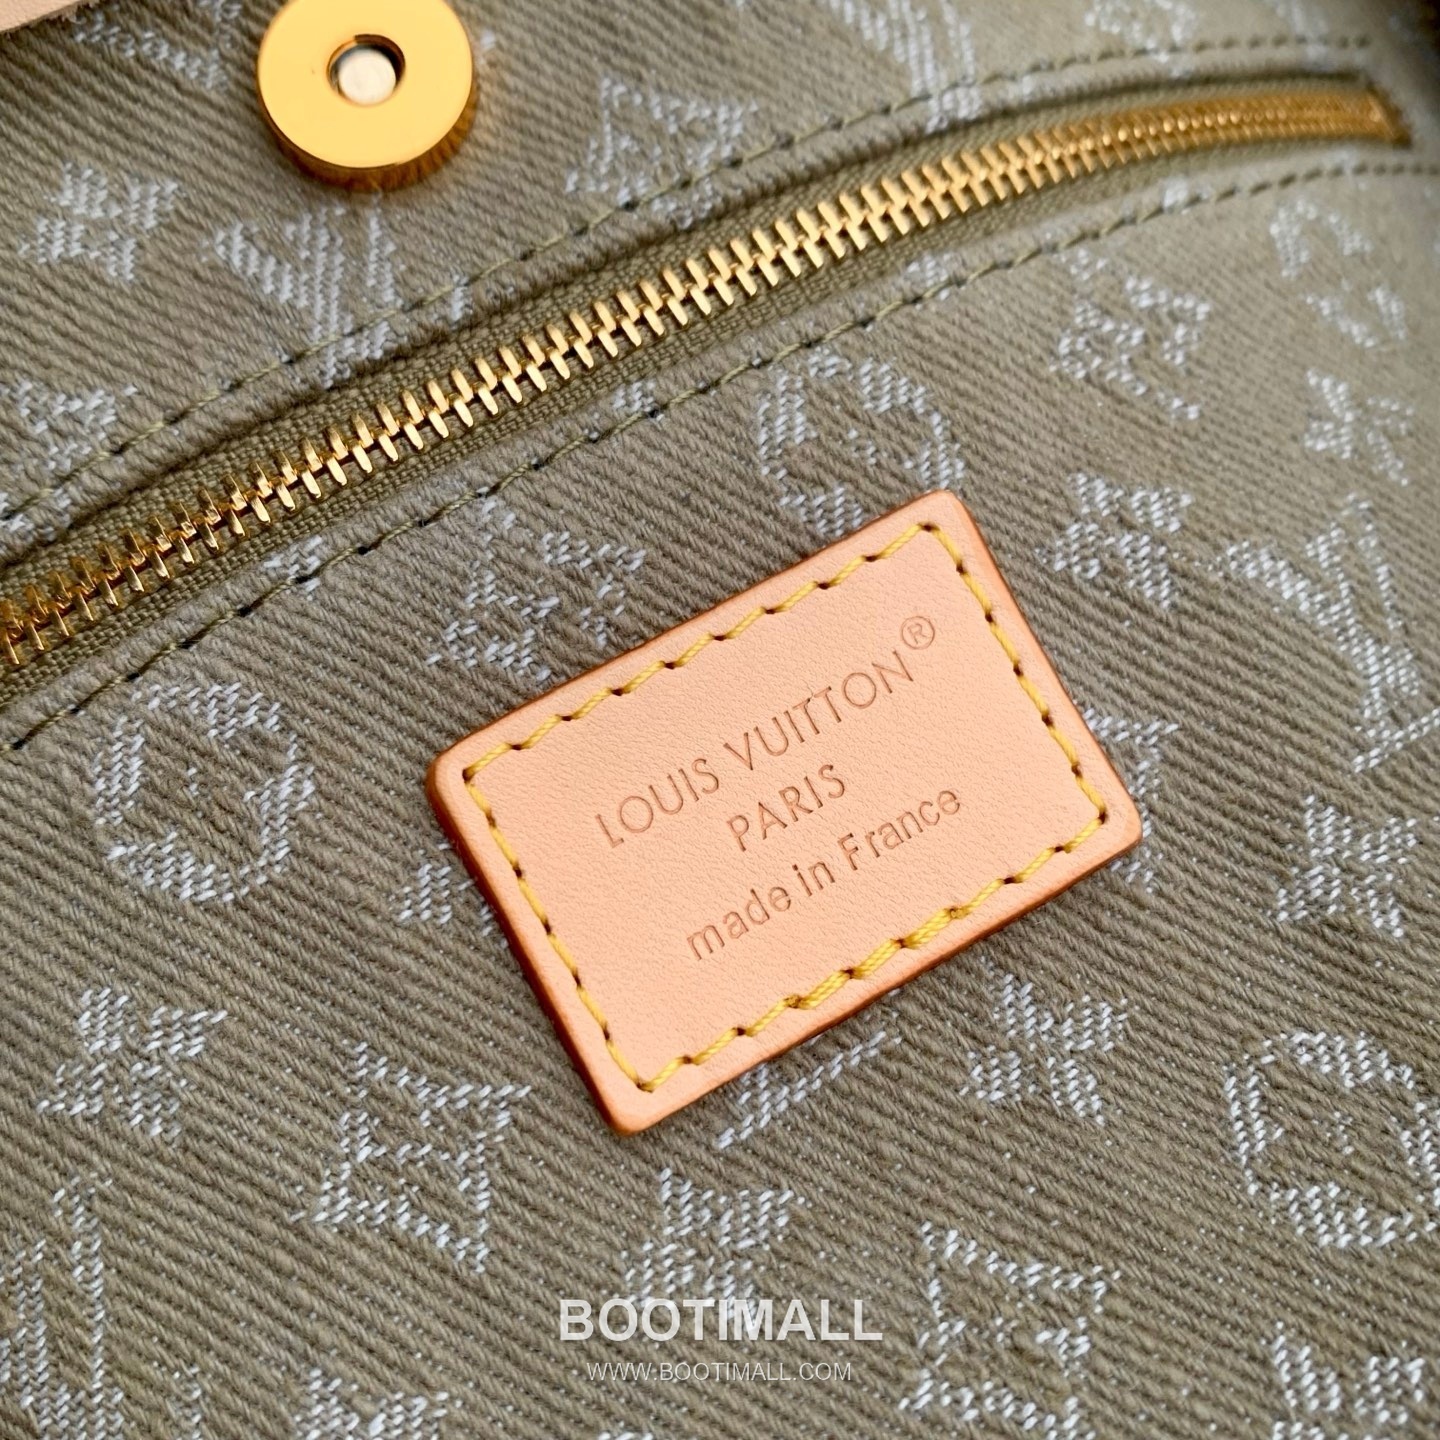 LOUIS VUITTON®
PARIS
made in France
BOOTIMALL
WWW.BOOTIMALL.COM